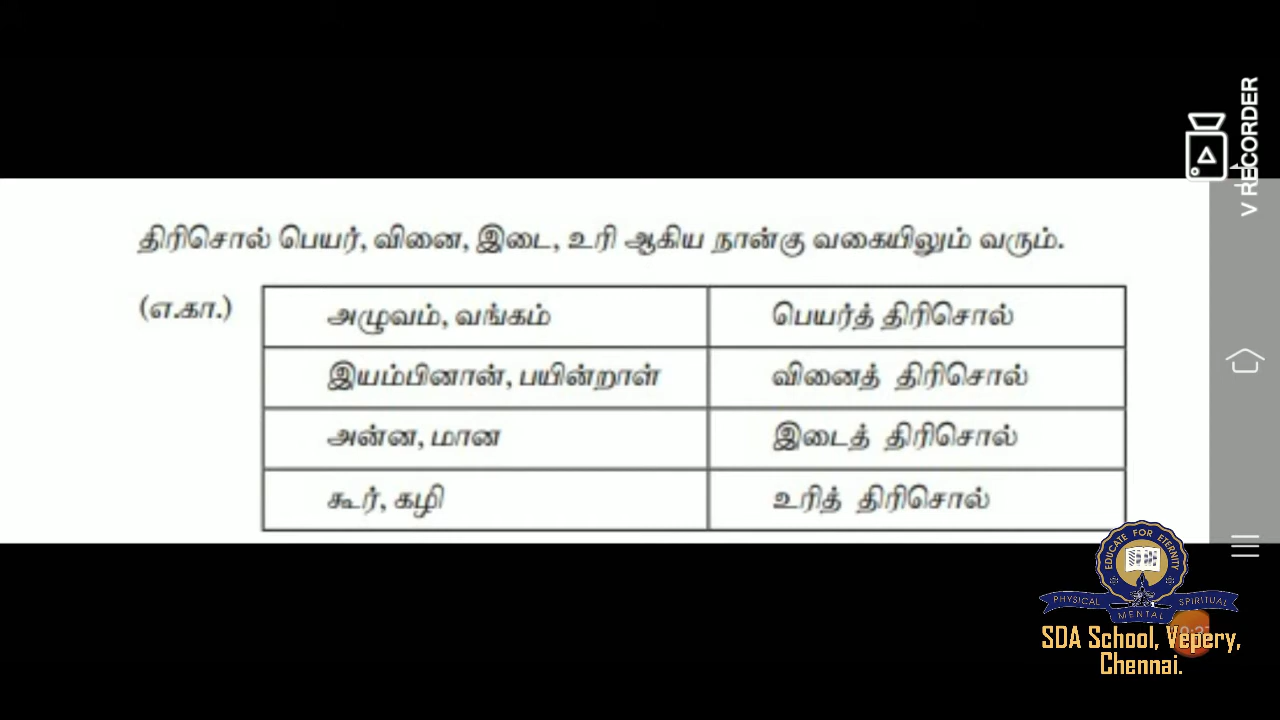 திரிசொல் பெயர், வினை, இடை, உரி ஆகிய நான்கு வகையிலும் வரும்.
(எ.கா.) அழுவம், வங்கம் பெயர்த் திரிசொல்
இயம்பினான், பயின்றாள் வினைத் திரிசொல்
அன்ன, மான இடைத் திரிசொல்
கூர், கழி உரித் திரிசொல்
V RECORDER
EDUCATE FOR ETERNITY
PHYSICAL MENTAL SPIRITUAL
SDA School, Vepery,
Chennai.